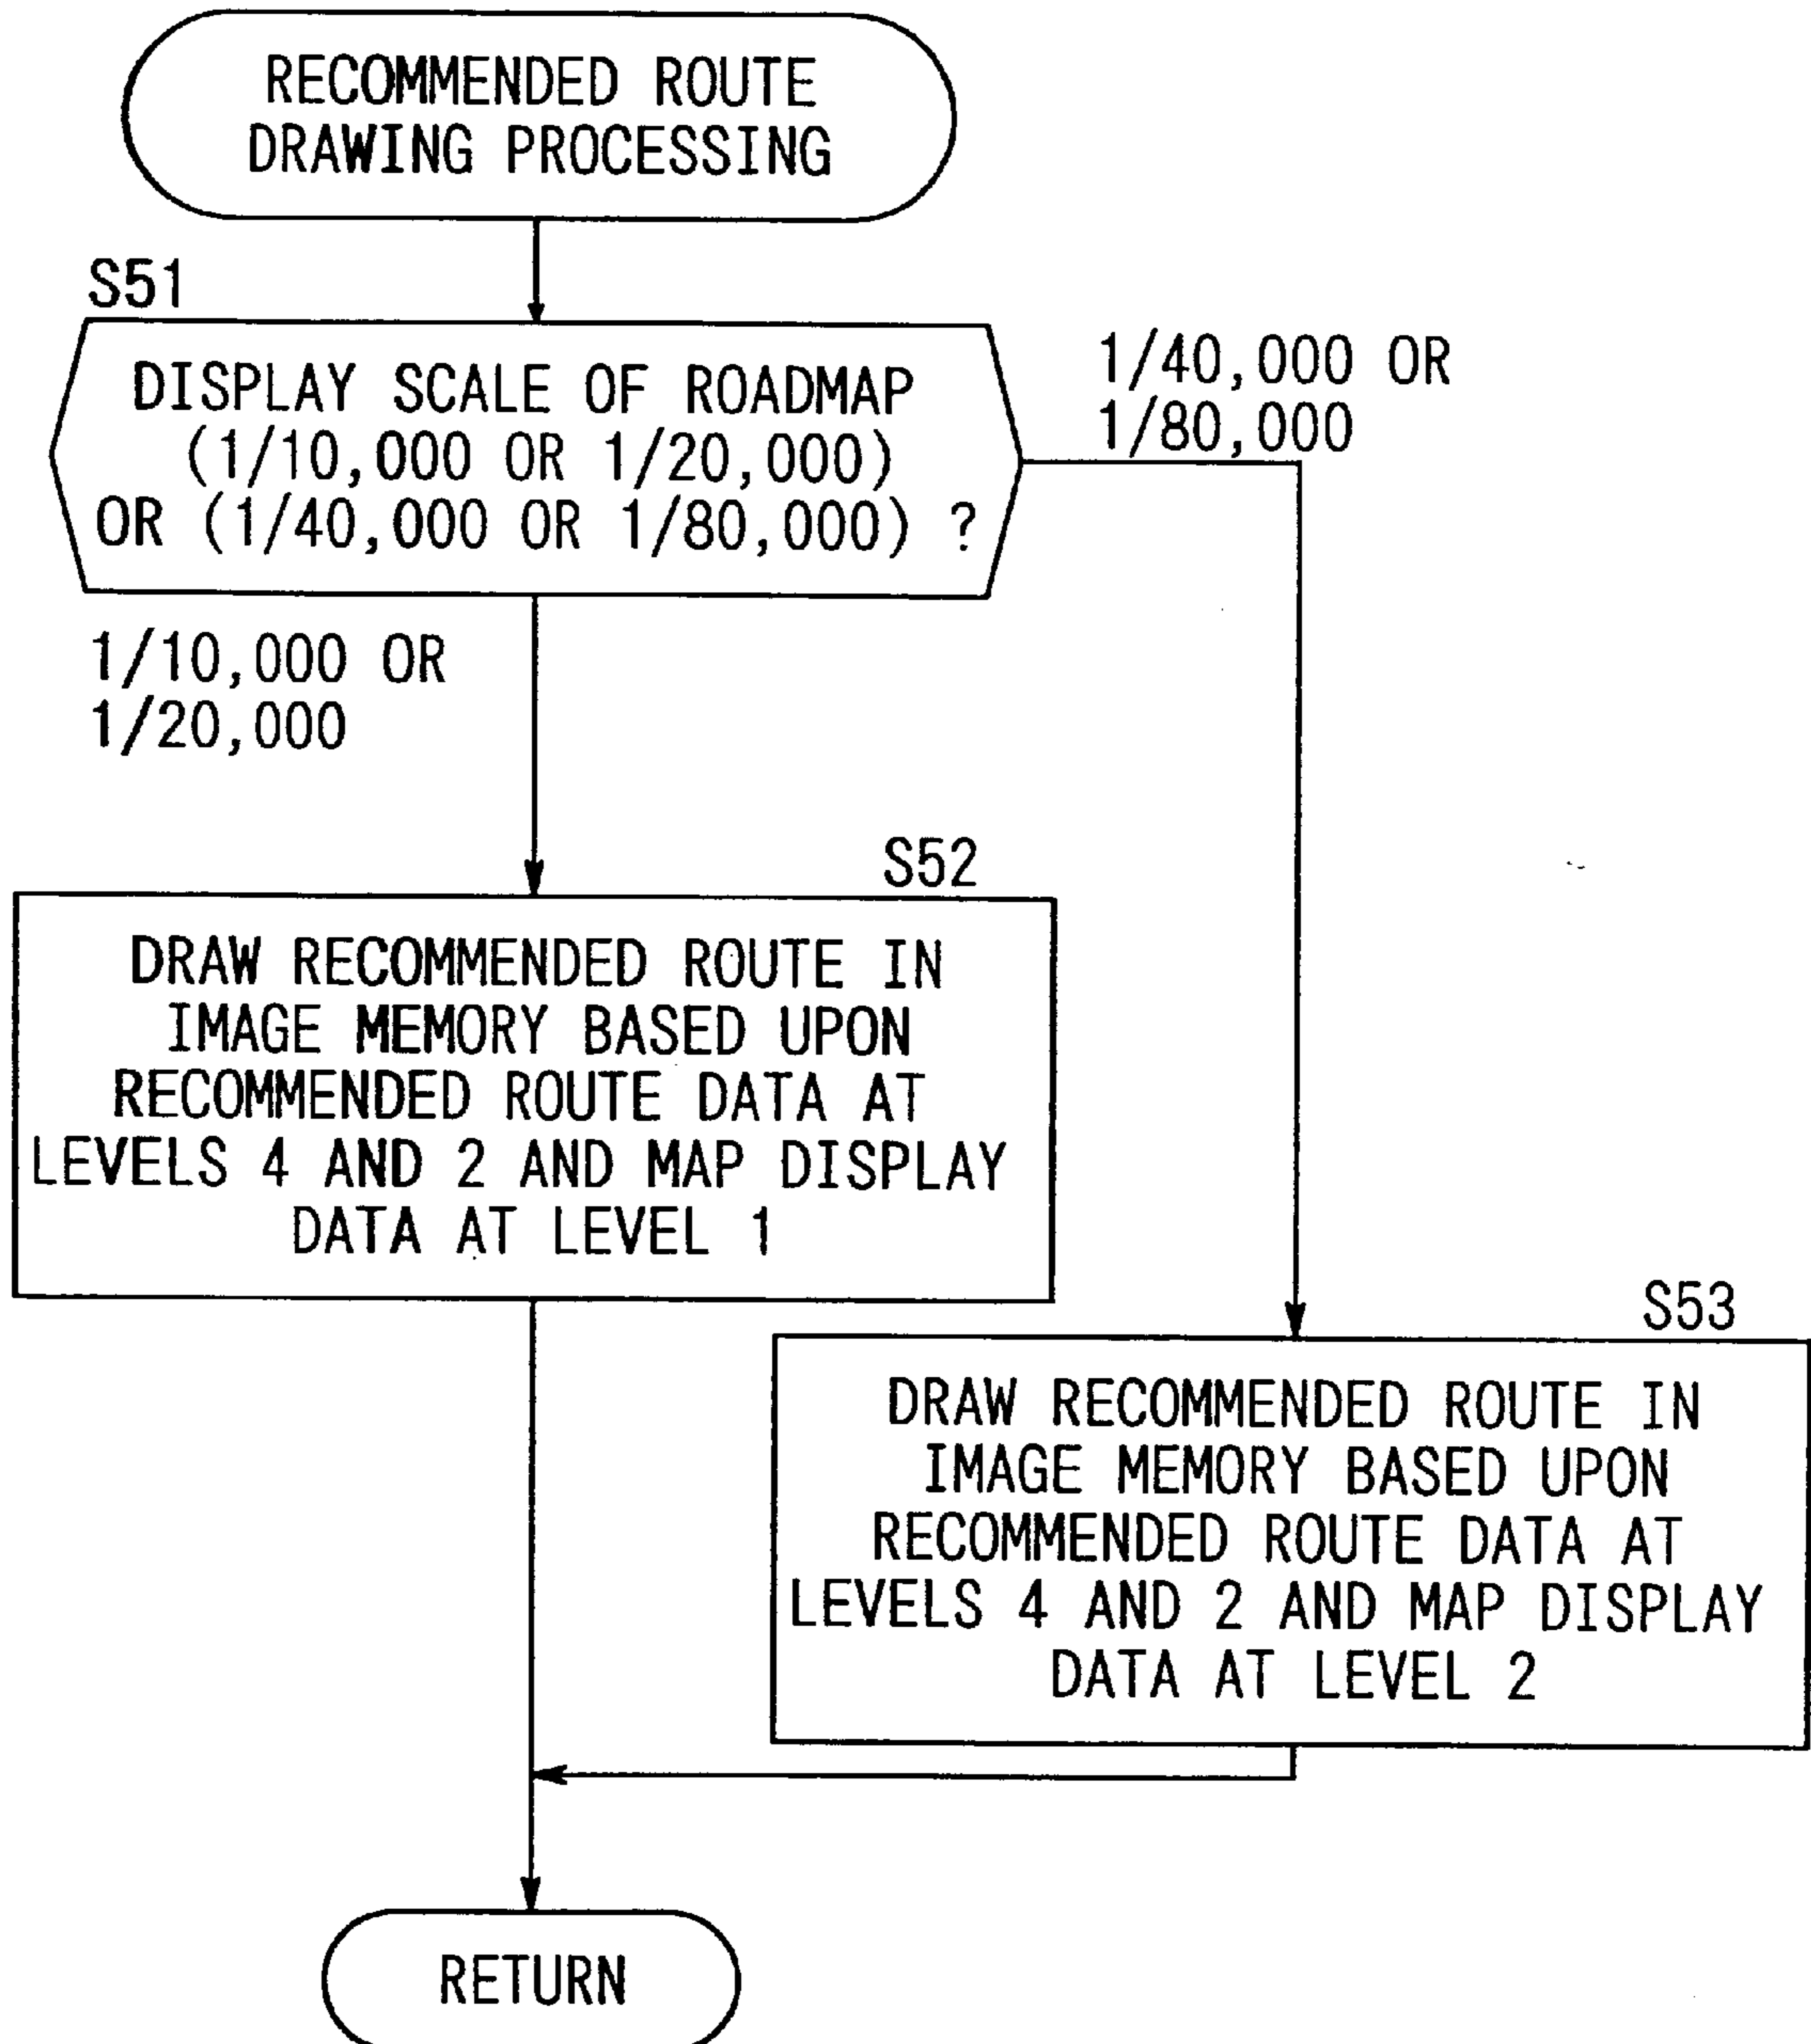 RECOMMENDED ROUTE
DRAWING PROCESSING
S51
DISPLAY SCALE OF ROADMAP
(1/10,000 OR 1/20,000)
OR (1/40,000 OR 1/80,000) ?
1/40,000 OR
1/80,000
1/10,000 OR
1/20,000
S52
DRAW RECOMMENDED ROUTE IN
IMAGE MEMORY BASED UPON
RECOMMENDED ROUTE DATA AT
LEVELS 4 AND 2 AND MAP DISPLAY
DATA AT LEVEL 1
S53
DRAW RECOMMENDED ROUTE IN
IMAGE MEMORY BASED UPON
RECOMMENDED ROUTE DATA AT
LEVELS 4 AND 2 AND MAP DISPLAY
DATA AT LEVEL 2
RETURN